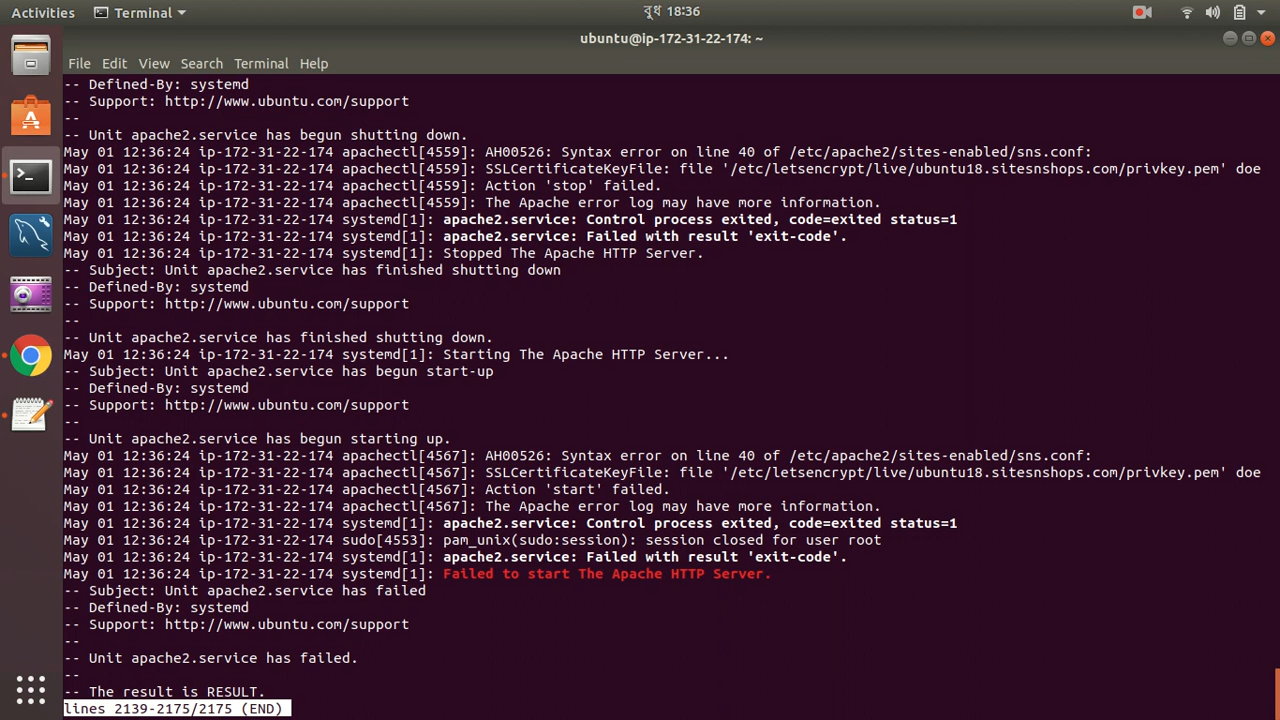 Activities
Terminal
বুধ 18:36
ubuntu@ip-172-31-22-174: ~
File Edit View Search Terminal Help
-- Defined-By: systemd
-- Support: http://www.ubuntu.com/support
--
-- Unit apache2.service has begun shutting down.
May 01 12:36:24 ip-172-31-22-174 apachectl[4559]: AH00526: Syntax error on line 40 of /etc/apache2/sites-enabled/sns.conf:
May 01 12:36:24 ip-172-31-22-174 apachectl[4559]: SSLCertificateKeyFile: file '/etc/letsencrypt/live/ubuntu18.sitesnshops.com/privkey.pem' doe
May 01 12:36:24 ip-172-31-22-174 apachectl[4559]: Action 'stop' failed.
May 01 12:36:24 ip-172-31-22-174 apachectl[4559]: The Apache error log may have more information.
May 01 12:36:24 ip-172-31-22-174 systemd[1]: apache2.service: Control process exited, code=exited status=1
May 01 12:36:24 ip-172-31-22-174 systemd[1]: apache2.service: Failed with result 'exit-code'.
May 01 12:36:24 ip-172-31-22-174 systemd[1]: Stopped The Apache HTTP Server.
-- Subject: Unit apache2.service has finished shutting down
-- Defined-By: systemd
-- Support: http://www.ubuntu.com/support
--
-- Unit apache2.service has finished shutting down.
May 01 12:36:24 ip-172-31-22-174 systemd[1]: Starting The Apache HTTP Server...
-- Subject: Unit apache2.service has begun start-up
-- Defined-By: systemd
-- Support: http://www.ubuntu.com/support
--
-- Unit apache2.service has begun starting up.
May 01 12:36:24 ip-172-31-22-174 apachectl[4567]: AH00526: Syntax error on line 40 of /etc/apache2/sites-enabled/sns.conf:
May 01 12:36:24 ip-172-31-22-174 apachectl[4567]: SSLCertificateKeyFile: file '/etc/letsencrypt/live/ubuntu18.sitesnshops.com/privkey.pem' doe
May 01 12:36:24 ip-172-31-22-174 apachectl[4567]: Action 'start' failed.
May 01 12:36:24 ip-172-31-22-174 apachectl[4567]: The Apache error log may have more information.
May 01 12:36:24 ip-172-31-22-174 systemd[1]: apache2.service: Control process exited, code=exited status=1
May 01 12:36:24 ip-172-31-22-174 sudo[4553]: pam_unix(sudo:session): session closed for user root
May 01 12:36:24 ip-172-31-22-174 systemd[1]: apache2.service: Failed with result 'exit-code'.
May 01 12:36:24 ip-172-31-22-174 systemd[1]: Failed to start The Apache HTTP Server.
-- Subject: Unit apache2.service has failed
-- Defined-By: systemd
-- Support: http://www.ubuntu.com/support
--
-- Unit apache2.service has failed.
--
-- The result is RESULT.
lines 2139-2175/2175 (END)